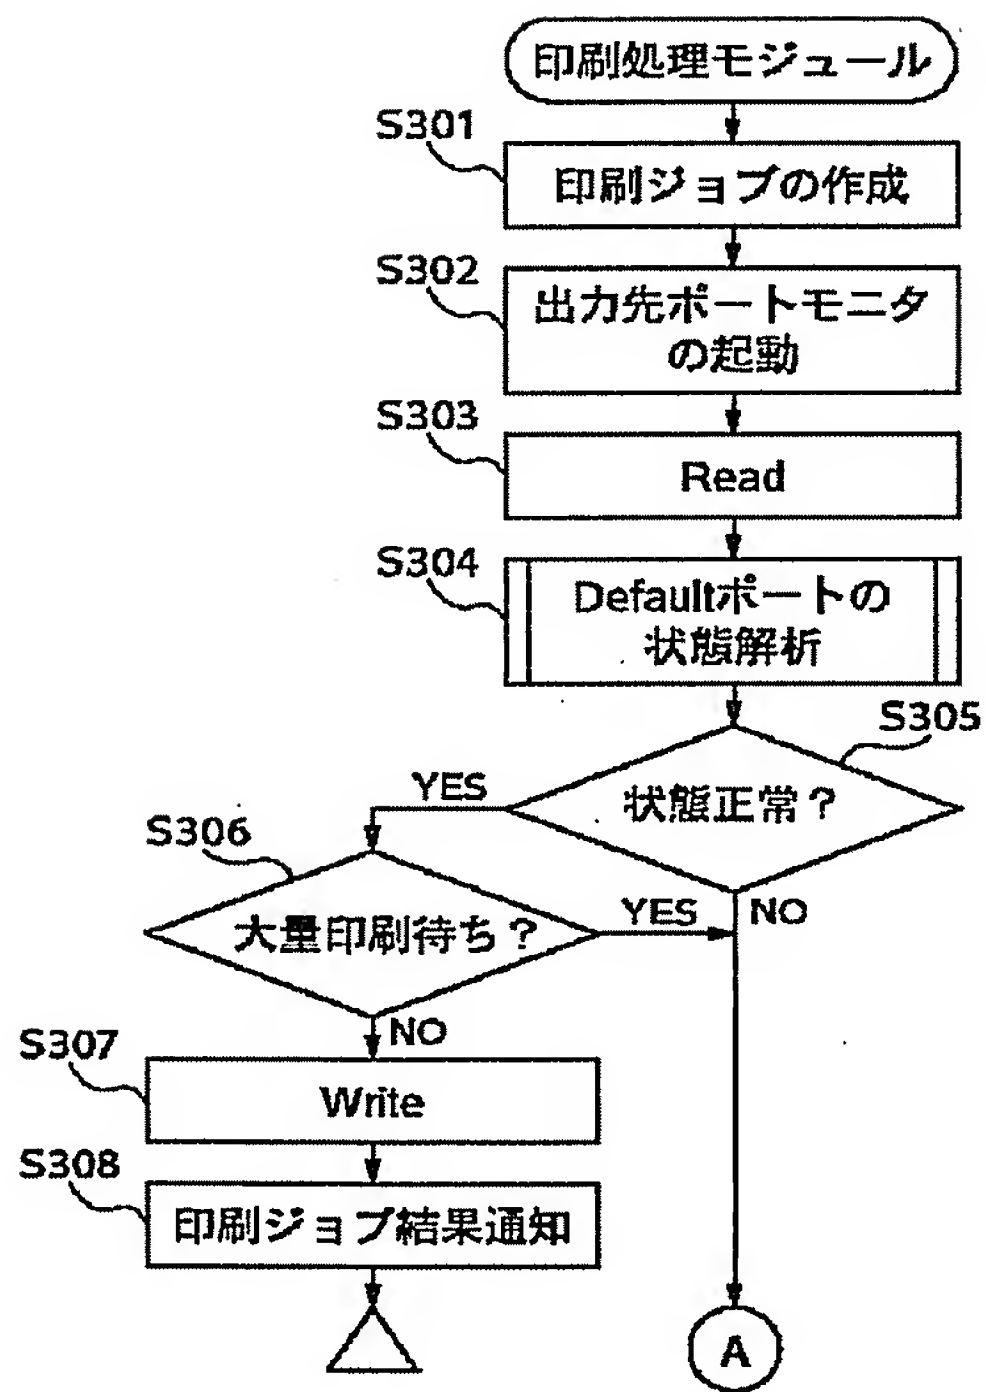 印刷処理モジュール
S301
印刷ジョブの作成
S302
出力先ポートモニタ
の起動
S303
Read
S304
Defaultポートの
状態解析
S305
状態正常？
YES
NO
S306
大量印刷待ち？
YES
NO
S307
Write
S308
印刷ジョブ結果通知
A